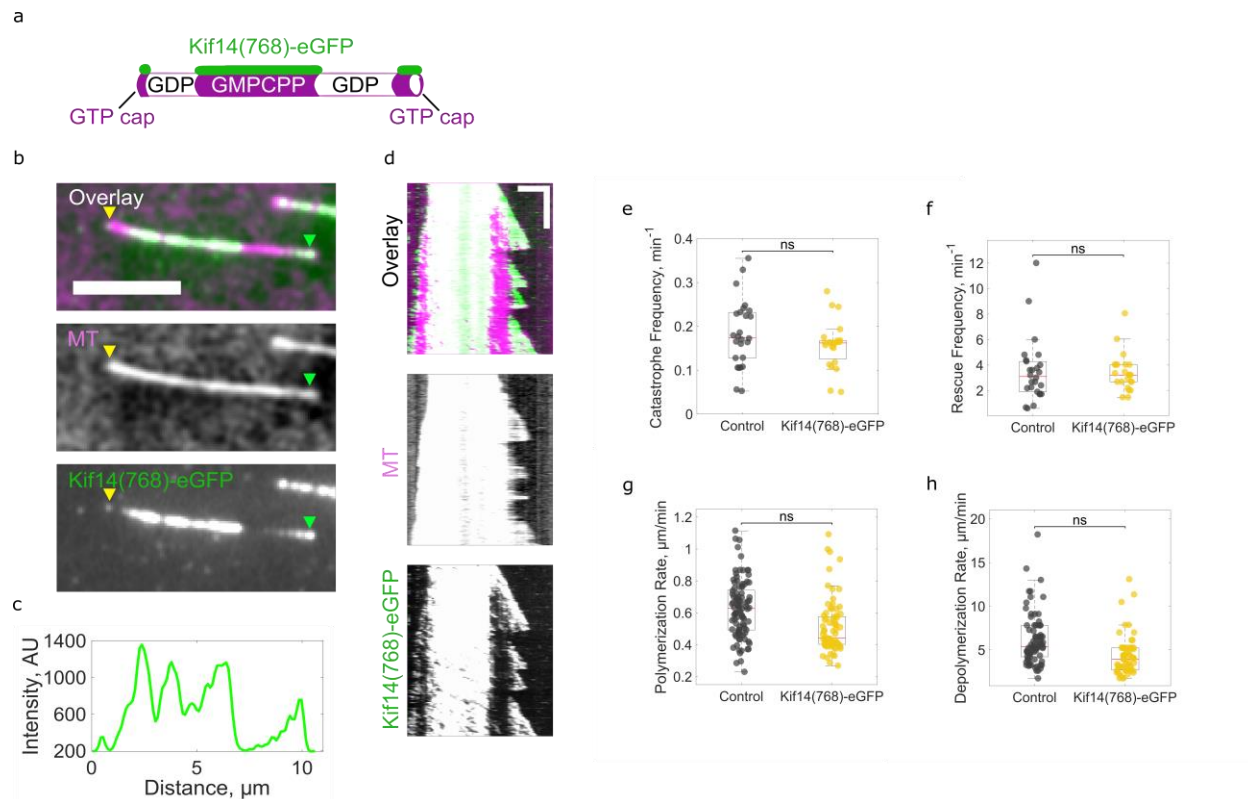 a
Kif14(768)-eGFP
GDP GMPCPP GDP
GTP cap GTP cap
b
Overlay
MT
Kif14(768)-eGFP
c
Intensity, AU
1400
1000
600
200
0 5 10
Distance, µm
d
Overlay
MT
Kif14(768)-eGFP
e
ns
Catastrophe Frequency, min⁻¹
0.4
0.3
0.2
0.1
0
Control Kif14(768)-eGFP
f
ns
Rescue Frequency, min⁻¹
12
10
8
6
4
2
Control Kif14(768)-eGFP
g
ns
Polymerization Rate, µm/min
1.2
1
0.8
0.6
0.4
0.2
Control Kif14(768)-eGFP
h
ns
Depolymerization Rate, µm/min
20
15
10
5
Control Kif14(768)-eGFP